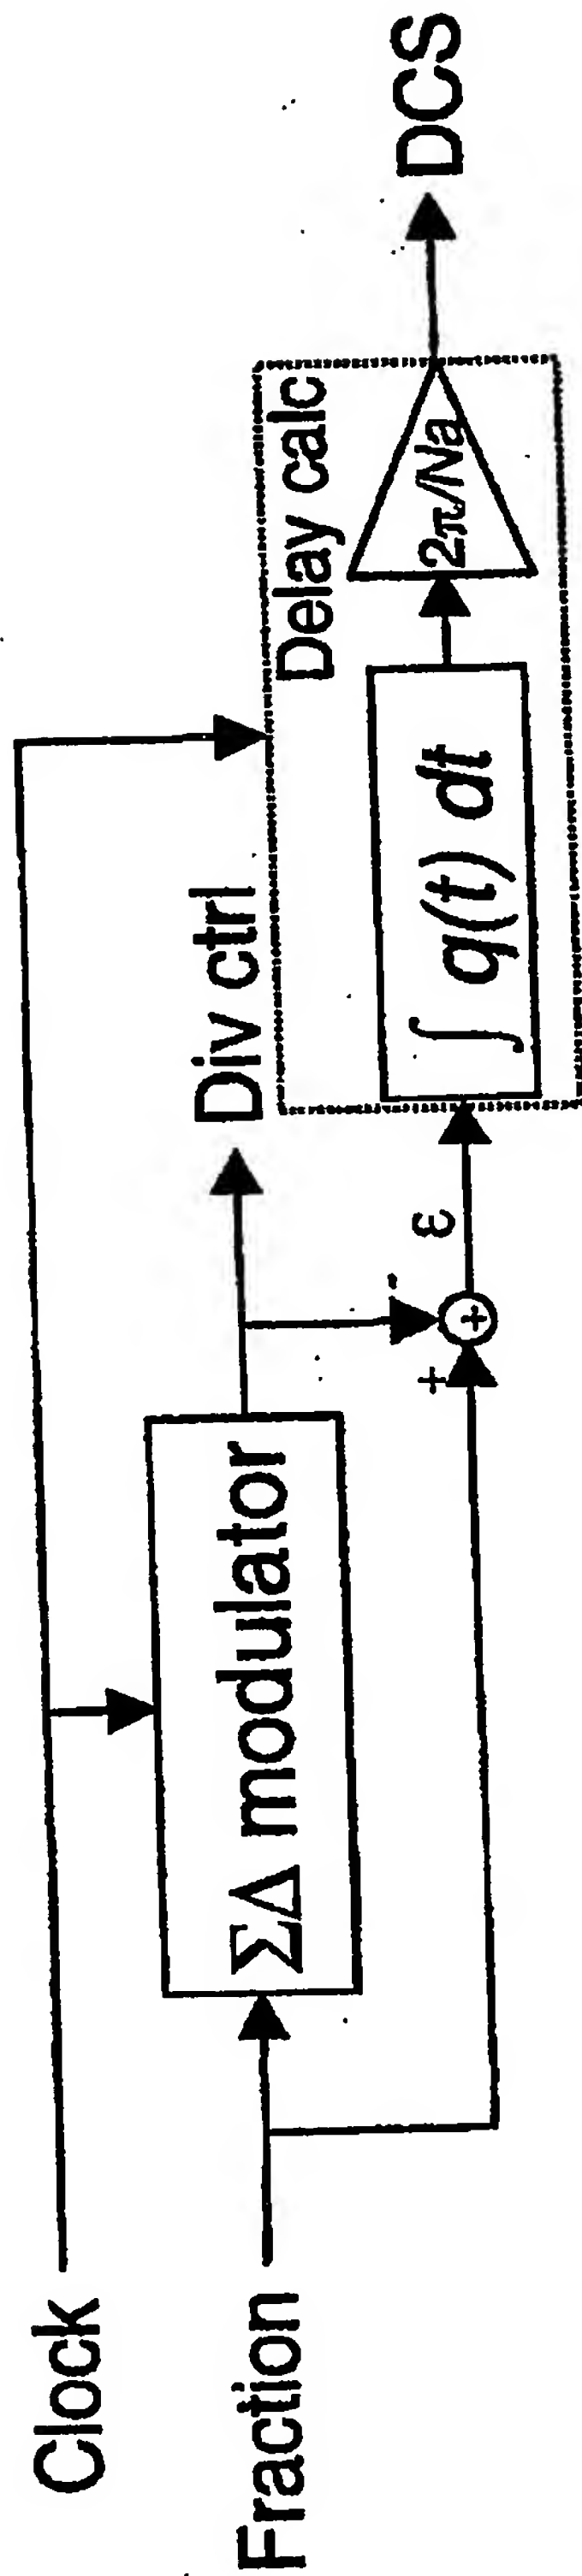 Clock
Fraction
ΣΔ modulator
Div ctrl
+
-
+
ε
Delay calc
∫ q(t) dt
2π/Na
DCS